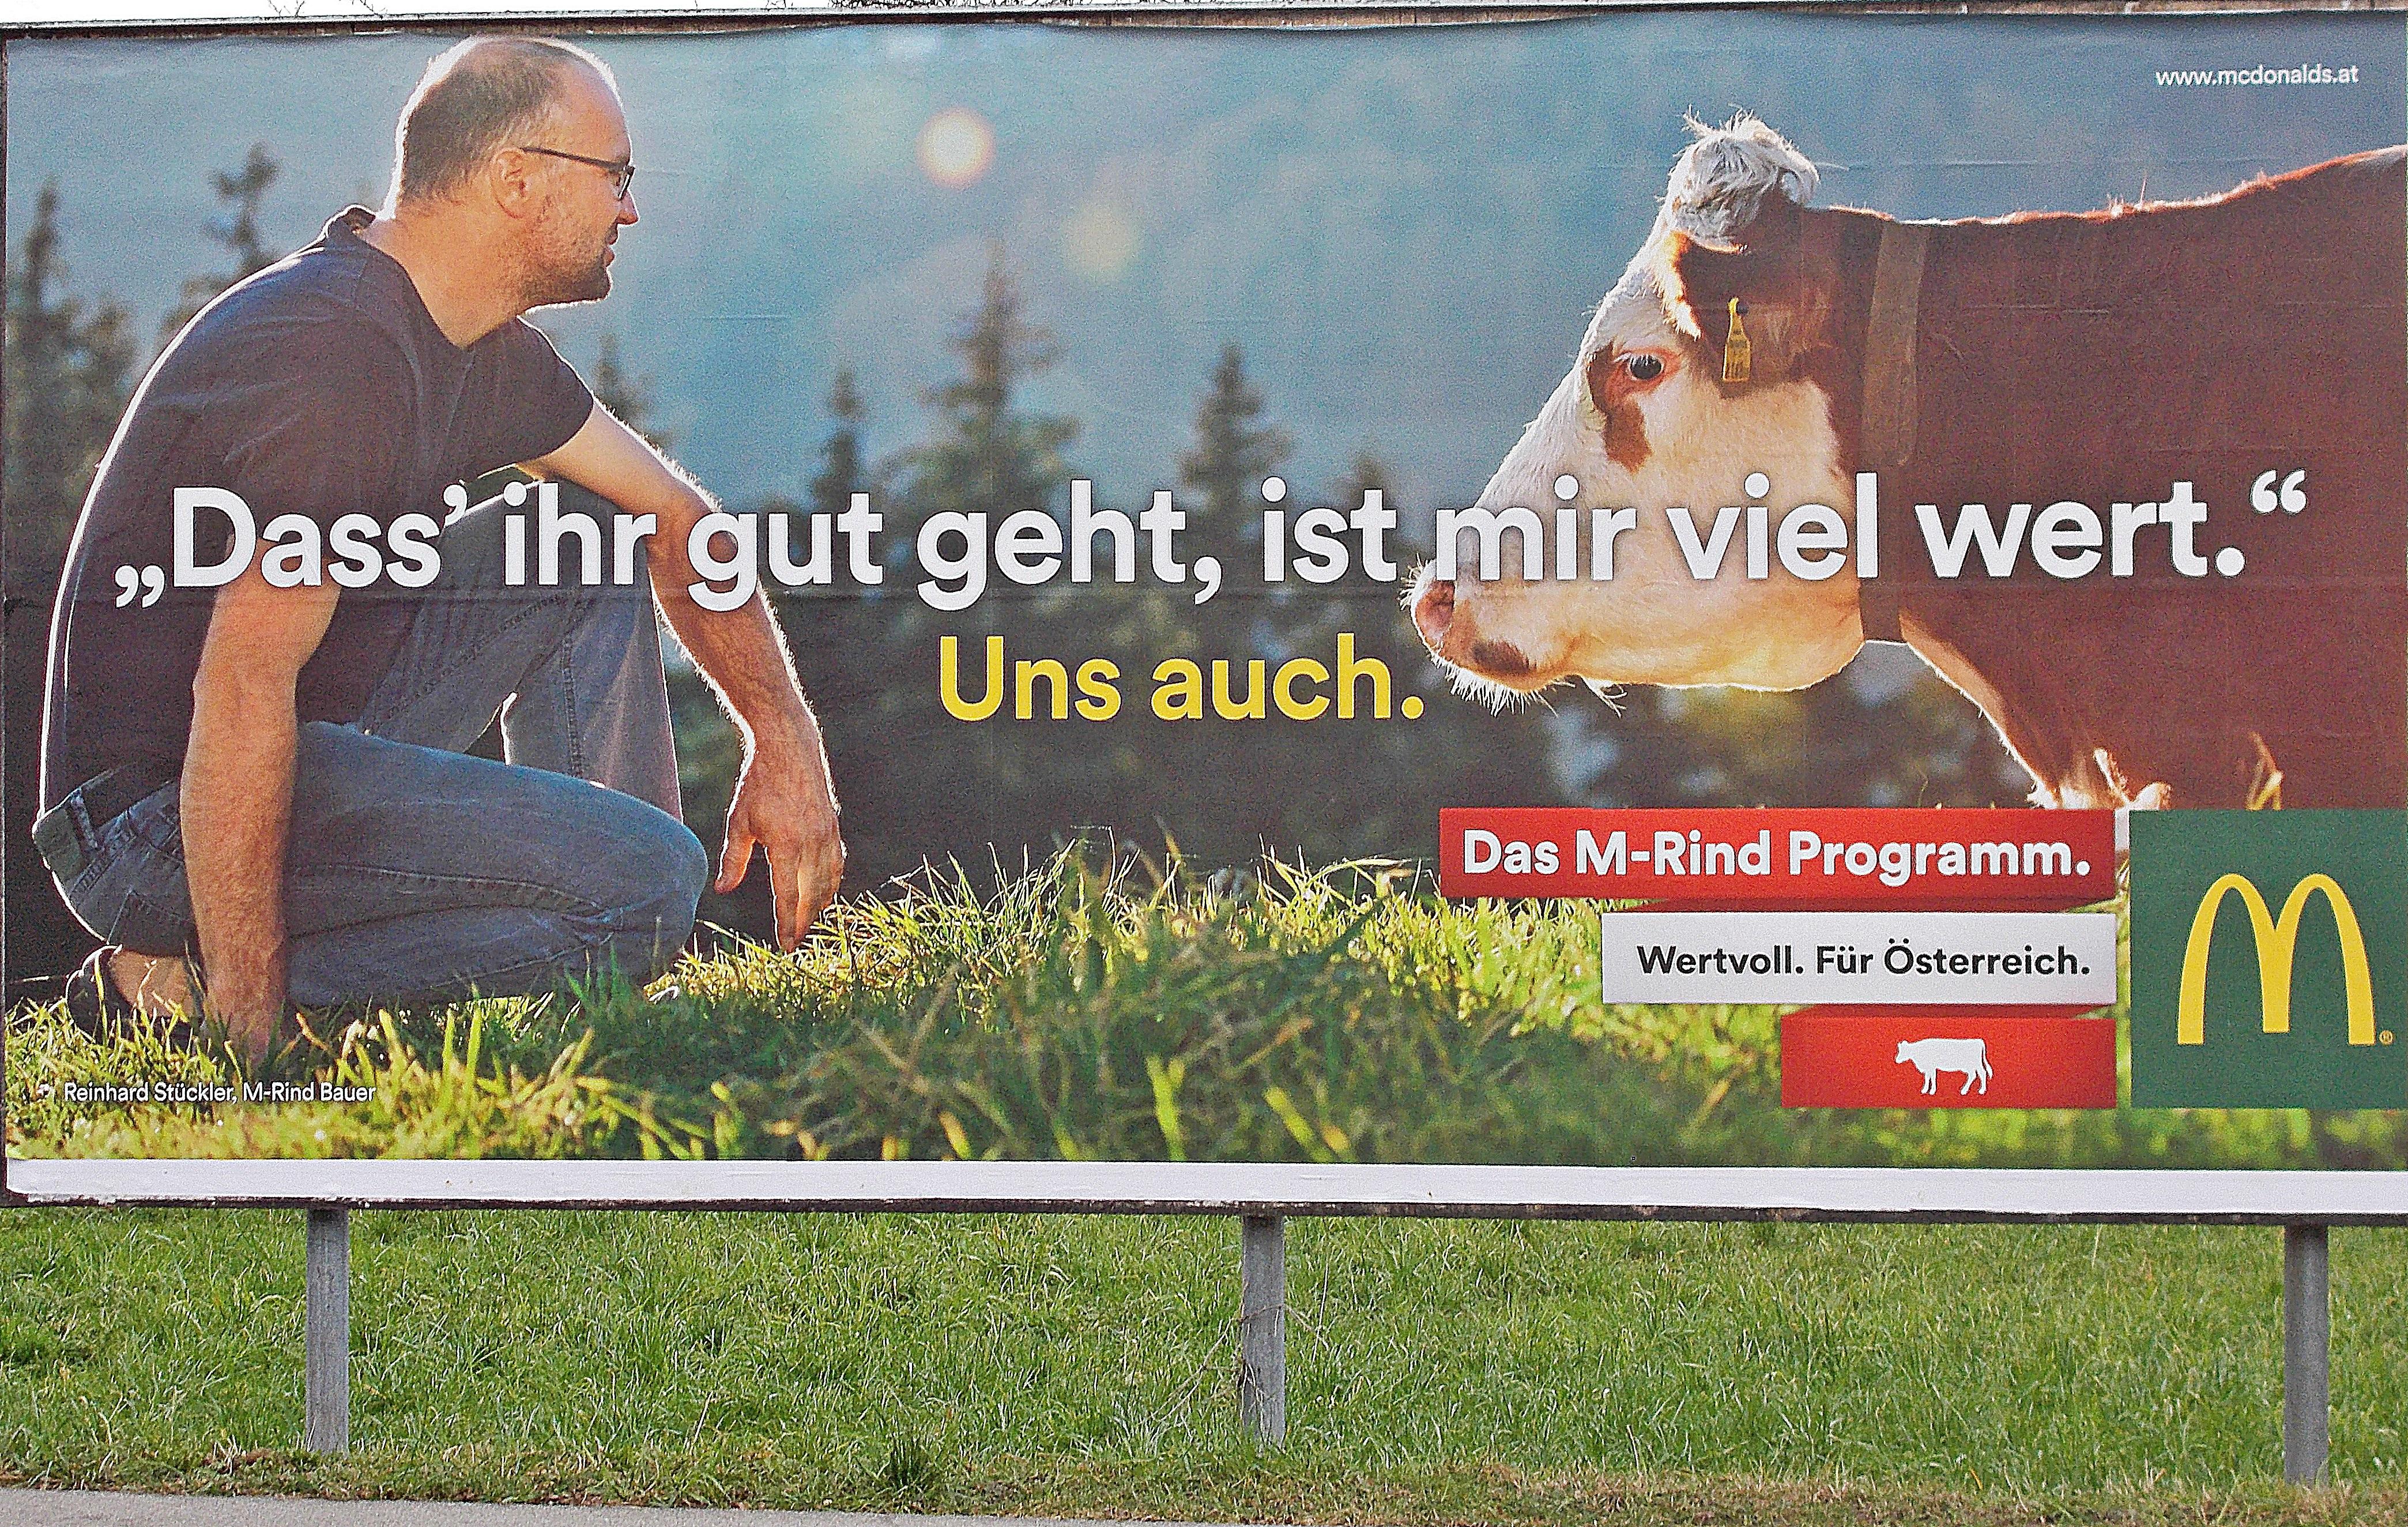 www.mcdonalds.at
„Dass’ ihr gut geht, ist mir viel wert.“
Uns auch.
Das M-Rind Programm.
Wertvoll. Für Österreich.
M®
Reinhard Stückler, M-Rind Bauer